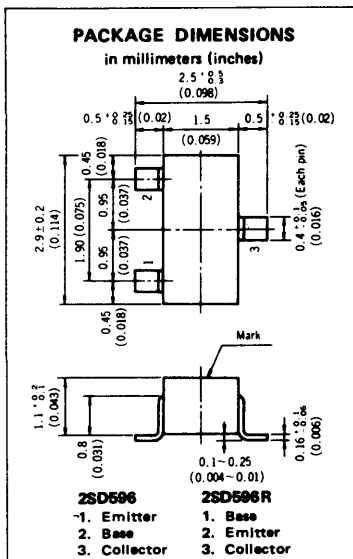 PACKAGE DIMENSIONS
in millimeters (inches)
2.5 +0.5 -0.3
(0.098)
0.5 +0.25 -0.15 (0.02)
1.5
(0.059)
0.5 +0.25 -0.15 (0.02)
0.45
(0.018)
2.9 ± 0.2
(0.114)
1.90 (0.075)
0.95
(0.037)
0.95
(0.037)
0.45
(0.018)
2
1
3
0.4 +0.1 -0.05 (Each pin)
(0.016)
Mark
1.1 +0.2 -0.1
(0.043)
0.8
(0.031)
0.1~0.25
(0.004~0.01)
0.16 +0.1 -0.06
(0.006)
2SD596 2SD596R
1. Emitter 1. Base
2. Base 2. Emitter
3. Collector 3. Collector